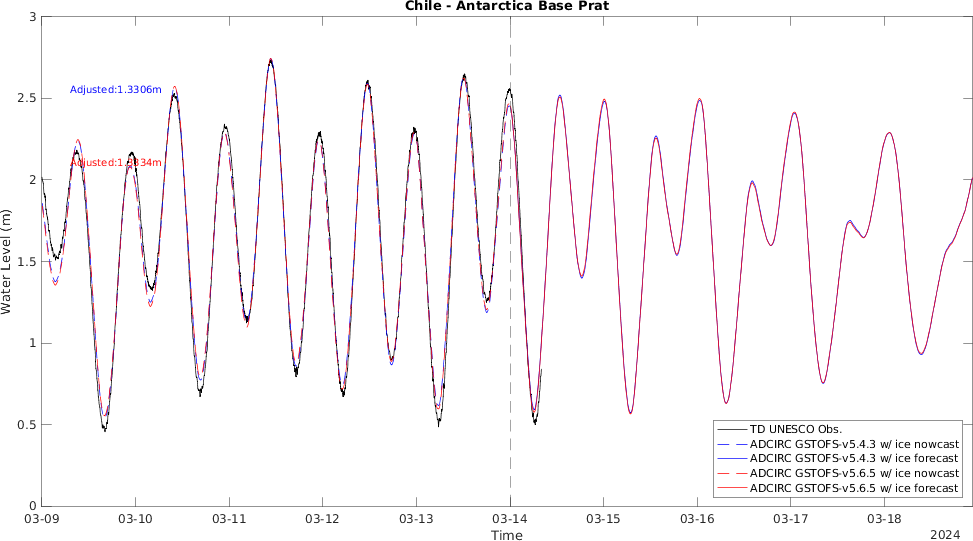 Chile - Antarctica Base Prat
3
2.5
2
1.5
1
0.5
0
Water Level (m)
Adjusted:1.3306m
Adjusted:1.3334m
TD UNESCO Obs.
ADCIRC GSTOFS-v5.4.3 w/ ice nowcast
ADCIRC GSTOFS-v5.4.3 w/ ice forecast
ADCIRC GSTOFS-v5.6.5 w/ ice nowcast
ADCIRC GSTOFS-v5.6.5 w/ ice forecast
03-09 03-10 03-11 03-12 03-13 03-14 03-15 03-16 03-17 03-18
Time
2024